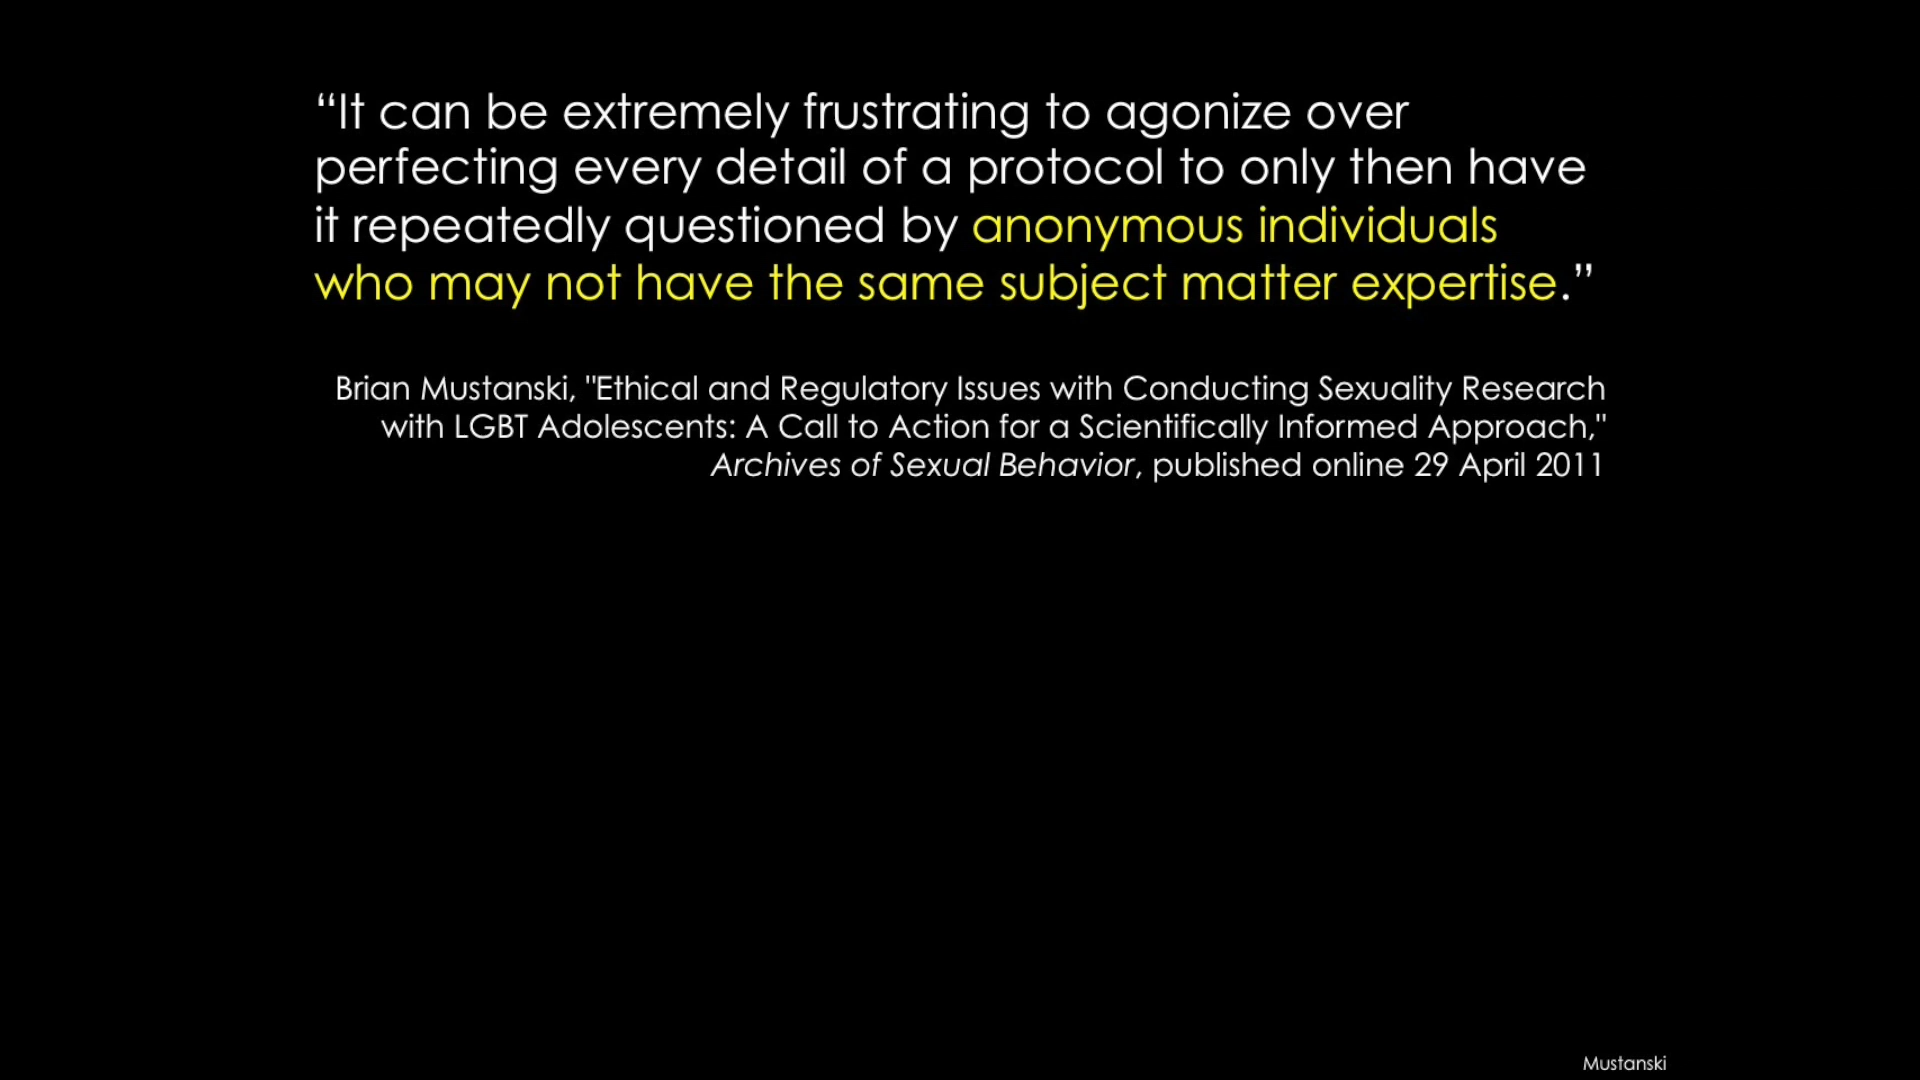 “It can be extremely frustrating to agonize over
perfecting every detail of a protocol to only then have
it repeatedly questioned by anonymous individuals
who may not have the same subject matter expertise.”
Brian Mustanski, "Ethical and Regulatory Issues with Conducting Sexuality Research
with LGBT Adolescents: A Call to Action for a Scientifically Informed Approach,"
Archives of Sexual Behavior, published online 29 April 2011
Mustanski